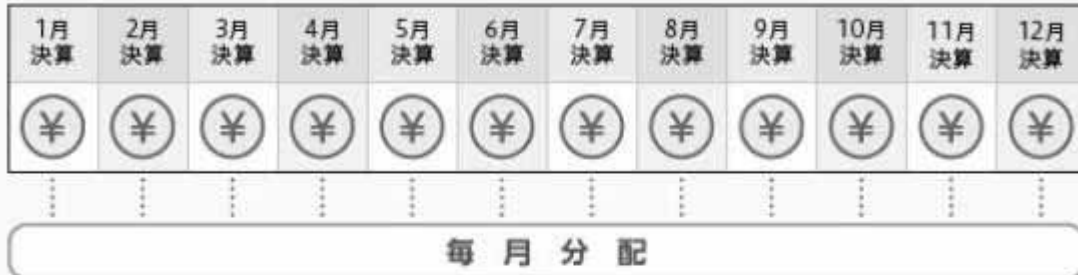 1月 2月 3月 4月 5月 6月 7月 8月 9月 10月 11月 12月
決算 決算 決算 決算 決算 決算 決算 決算 決算 決算 決算 決算
¥ ¥ ¥ ¥ ¥ ¥ ¥ ¥ ¥ ¥ ¥ ¥
毎月分配